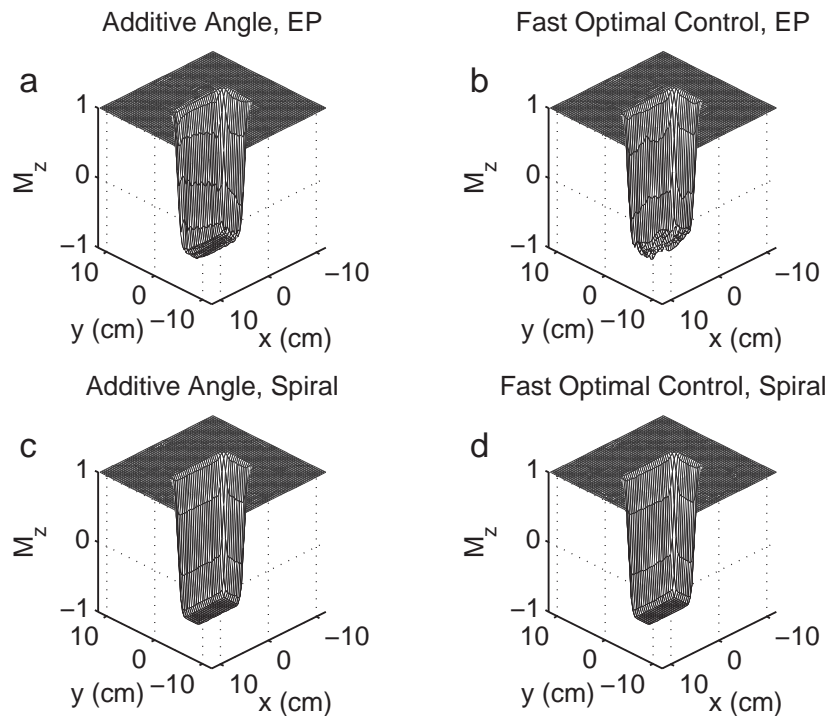 Additive Angle, EP
a
1
0
−1
M_z
10
0
−10
y (cm)
10
0
−10
x (cm)
Fast Optimal Control, EP
b
1
0
−1
M_z
10
0
−10
y (cm)
10
0
−10
x (cm)
Additive Angle, Spiral
c
1
0
−1
M_z
10
0
−10
y (cm)
10
0
−10
x (cm)
Fast Optimal Control, Spiral
d
1
0
−1
M_z
10
0
−10
y (cm)
10
0
−10
x (cm)